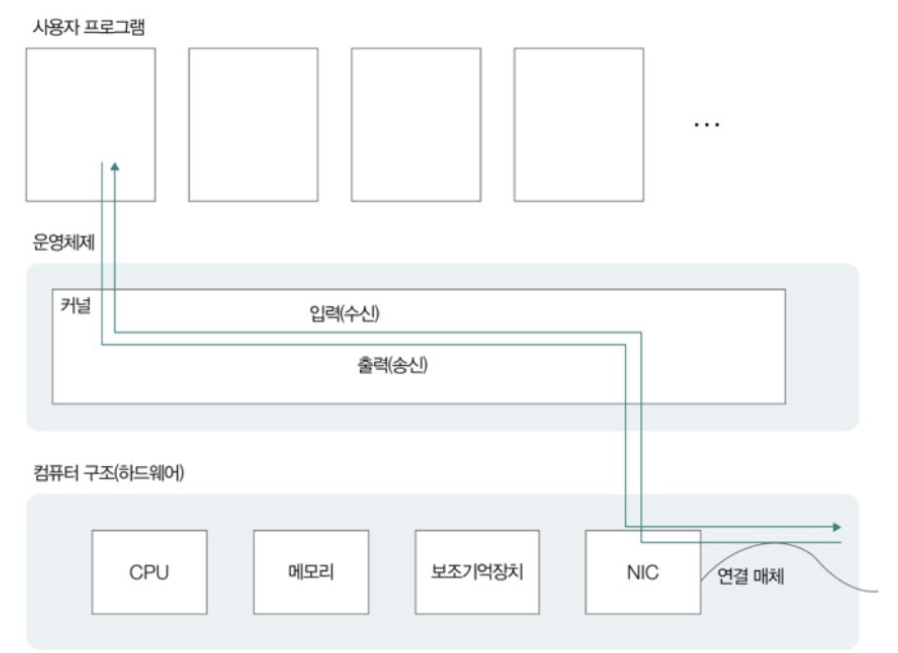 사용자 프로그램
...
운영체제
커널
입력(수신)
출력(송신)
컴퓨터 구조(하드웨어)
CPU
메모리
보조기억장치
NIC
연결 매체